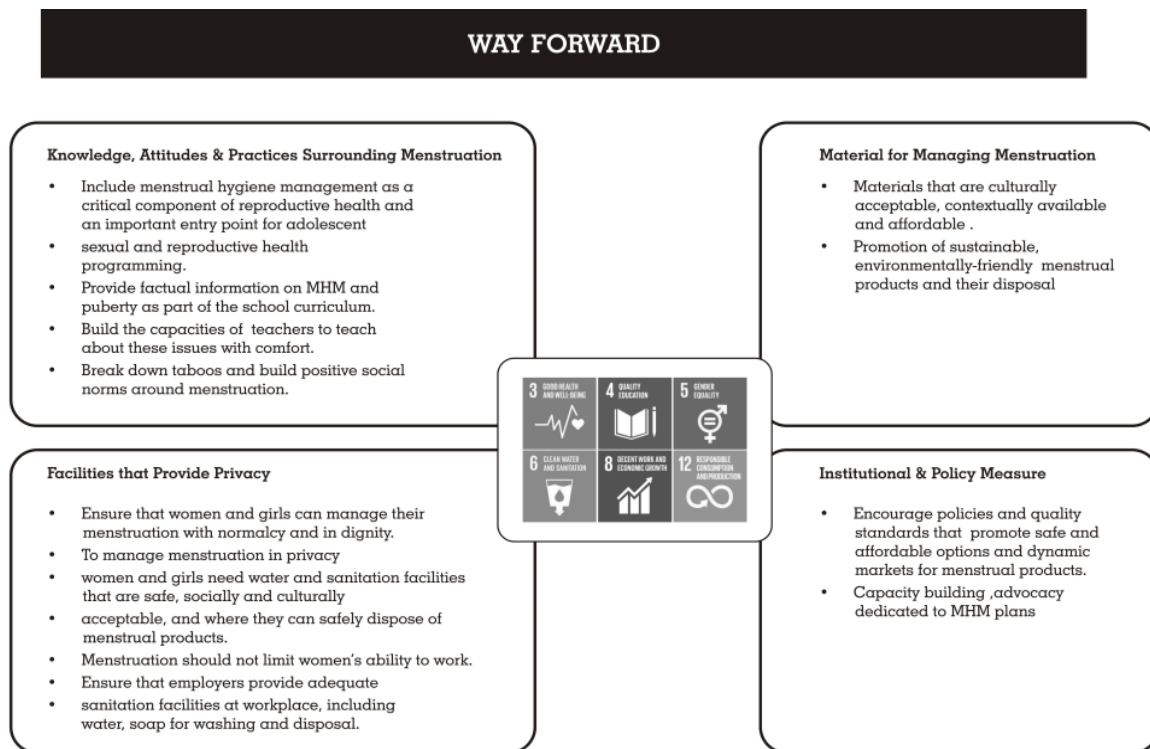 WAY FORWARD
Knowledge, Attitudes & Practices Surrounding Menstruation
• Include menstrual hygiene management as a
critical component of reproductive health and
an important entry point for adolescent
• sexual and reproductive health
programming.
• Provide factual information on MHM and
puberty as part of the school curriculum.
• Build the capacities of teachers to teach
about these issues with comfort.
• Break down taboos and build positive social
norms around menstruation.
Material for Managing Menstruation
• Materials that are culturally
acceptable, contextually available
and affordable .
• Promotion of sustainable,
environmentally-friendly menstrual
products and their disposal
3 GOOD HEALTH
AND WELL-BEING
4 QUALITY
EDUCATION
5 GENDER
EQUALITY
6 CLEAN WATER
AND SANITATION
8 DECENT WORK AND
ECONOMIC GROWTH
12 RESPONSIBLE
CONSUMPTION
AND PRODUCTION
Facilities that Provide Privacy
• Ensure that women and girls can manage their
menstruation with normalcy and in dignity.
• To manage menstruation in privacy
• women and girls need water and sanitation facilities
that are safe, socially and culturally
• acceptable, and where they can safely dispose of
menstrual products.
• Menstruation should not limit women's ability to work.
• Ensure that employers provide adequate
• sanitation facilities at workplace, including
water, soap for washing and disposal.
Institutional & Policy Measure
• Encourage policies and quality
standards that promote safe and
affordable options and dynamic
markets for menstrual products.
• Capacity building ,advocacy
dedicated to MHM plans